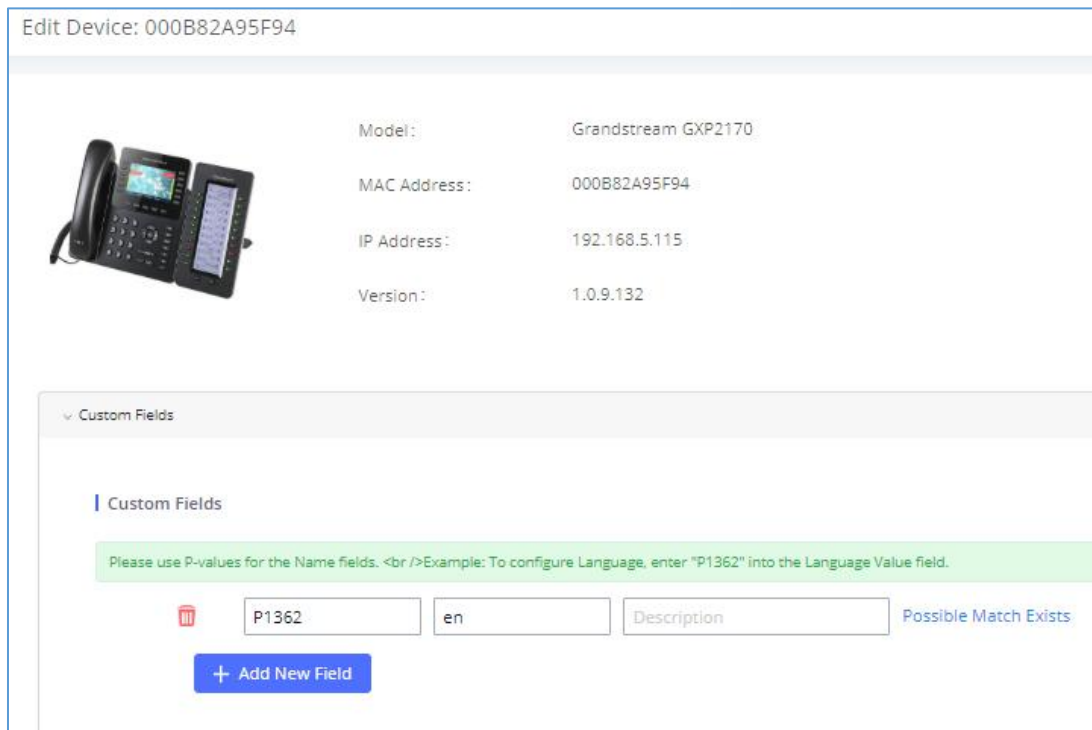 Edit Device: 000B82A95F94
Model: Grandstream GXP2170
MAC Address: 000B82A95F94
IP Address: 192.168.5.115
Version: 1.0.9.132
Custom Fields
Custom Fields
Please use P-values for the Name fields. <br />Example: To configure Language, enter "P1362" into the Language Value field.
P1362 en Description Possible Match Exists
+ Add New Field